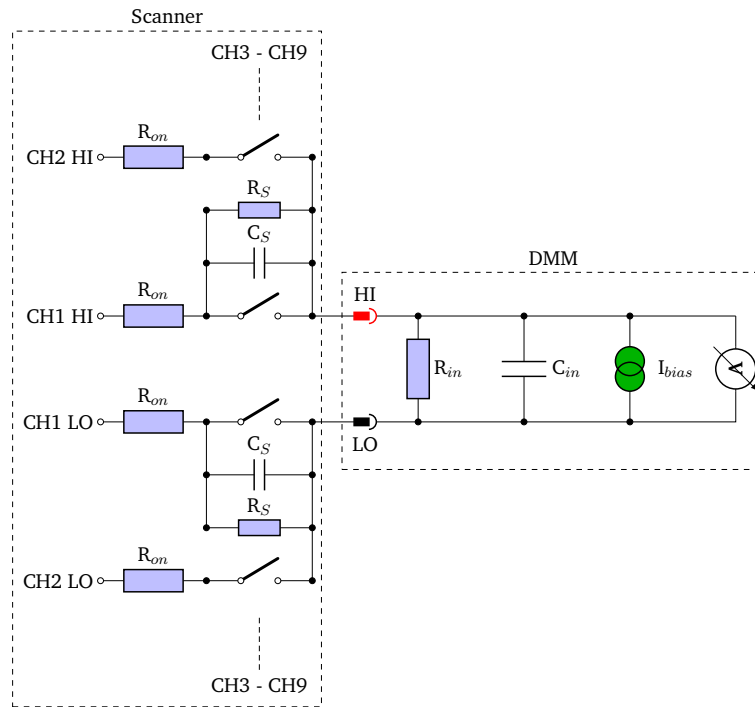 Scanner
CH3 - CH9
R_on
CH2 HI
R_S
C_S
R_on
CH1 HI
DMM
HI
R_in
C_in
I_bias
V
R_on
CH1 LO
LO
C_S
R_S
R_on
CH2 LO
CH3 - CH9